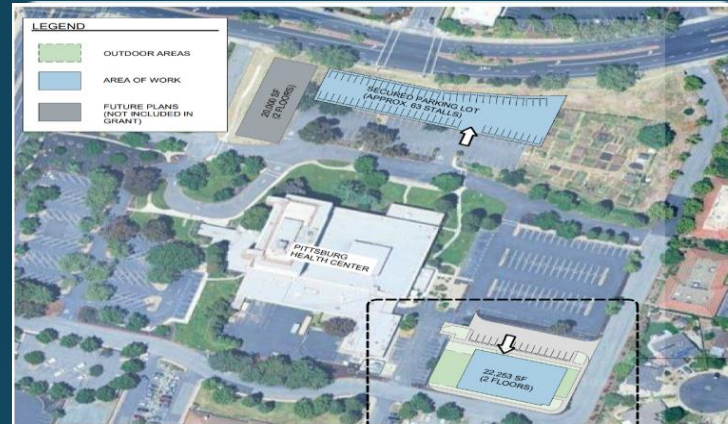 LEGEND
OUTDOOR AREAS
AREA OF WORK
FUTURE PLANS
(NOT INCLUDED IN
GRANT)
20,000 SF
(2 FLOORS)
SECURED PARKING LOT
(APPROX. 63 STALLS)
PITTSBURG
HEALTH CENTER
22,253 SF
(2 FLOORS)